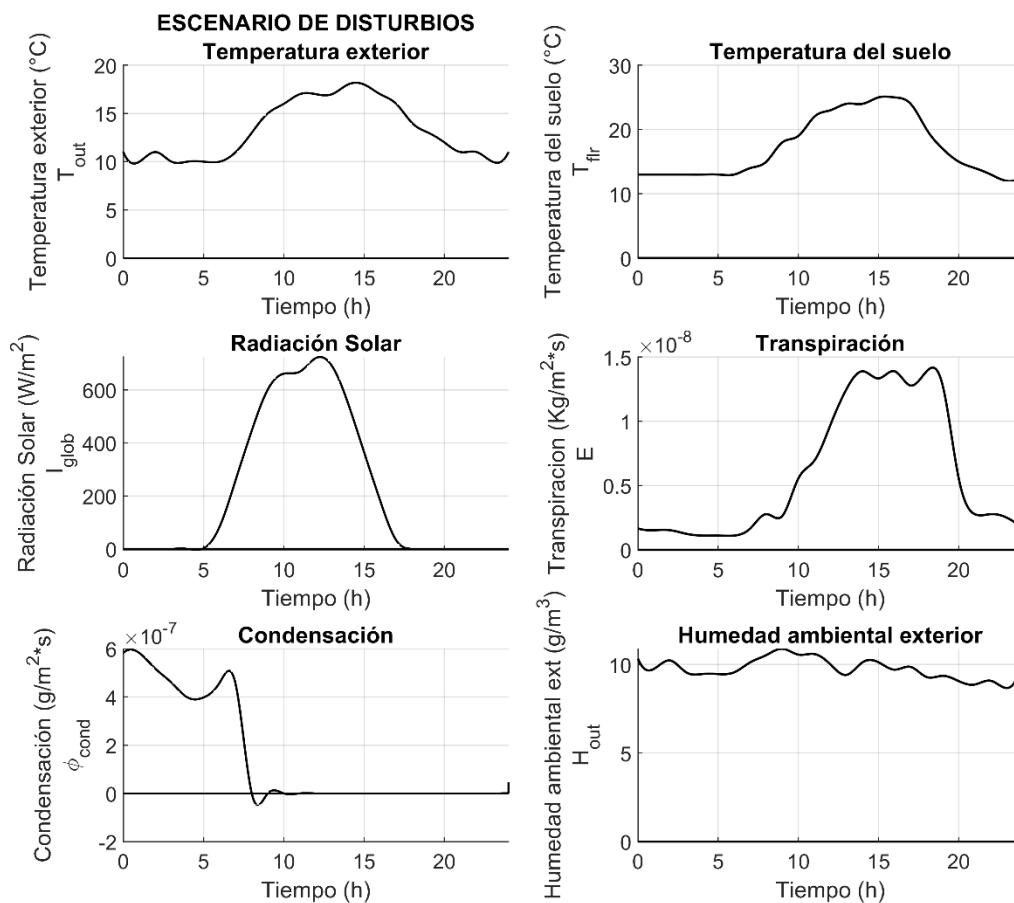 ESCENARIO DE DISTURBIOS
Temperatura exterior
Temperatura exterior (°C)
T_out
20
15
10
5
0
0 5 10 15 20
Tiempo (h)
Temperatura del suelo
Temperatura del suelo (°C)
T_flr
30
20
10
0
0 5 10 15 20
Tiempo (h)
Radiación Solar
Radiación Solar (W/m²)
I_glob
600
400
200
0
0 5 10 15 20
Tiempo (h)
Transpiración
Transpiracion (Kg/m²*s)
E
×10⁻⁸
1.5
1
0.5
0
0 5 10 15 20
Tiempo (h)
Condensación
Condensación (g/m²*s)
ϕ_cond
×10⁻⁷
6
4
2
0
-2
0 5 10 15 20
Tiempo (h)
Humedad ambiental exterior
Humedad ambiental ext (g/m³)
H_out
10
5
0
0 5 10 15 20
Tiempo (h)